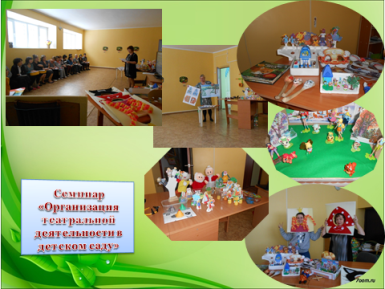 Семинар
«Организация
театральной
деятельности в
детском саду»